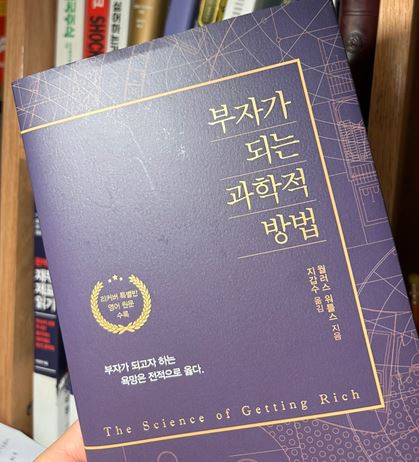 SHOCK
부자가
되는
과학적
방법
월러스 워틀스 지음
지갑수 옮김
리커버 특별판
영어 원문
수록
부자가 되고자 하는
욕망은 전적으로 옳다.
The Science of Getting Rich
읽기